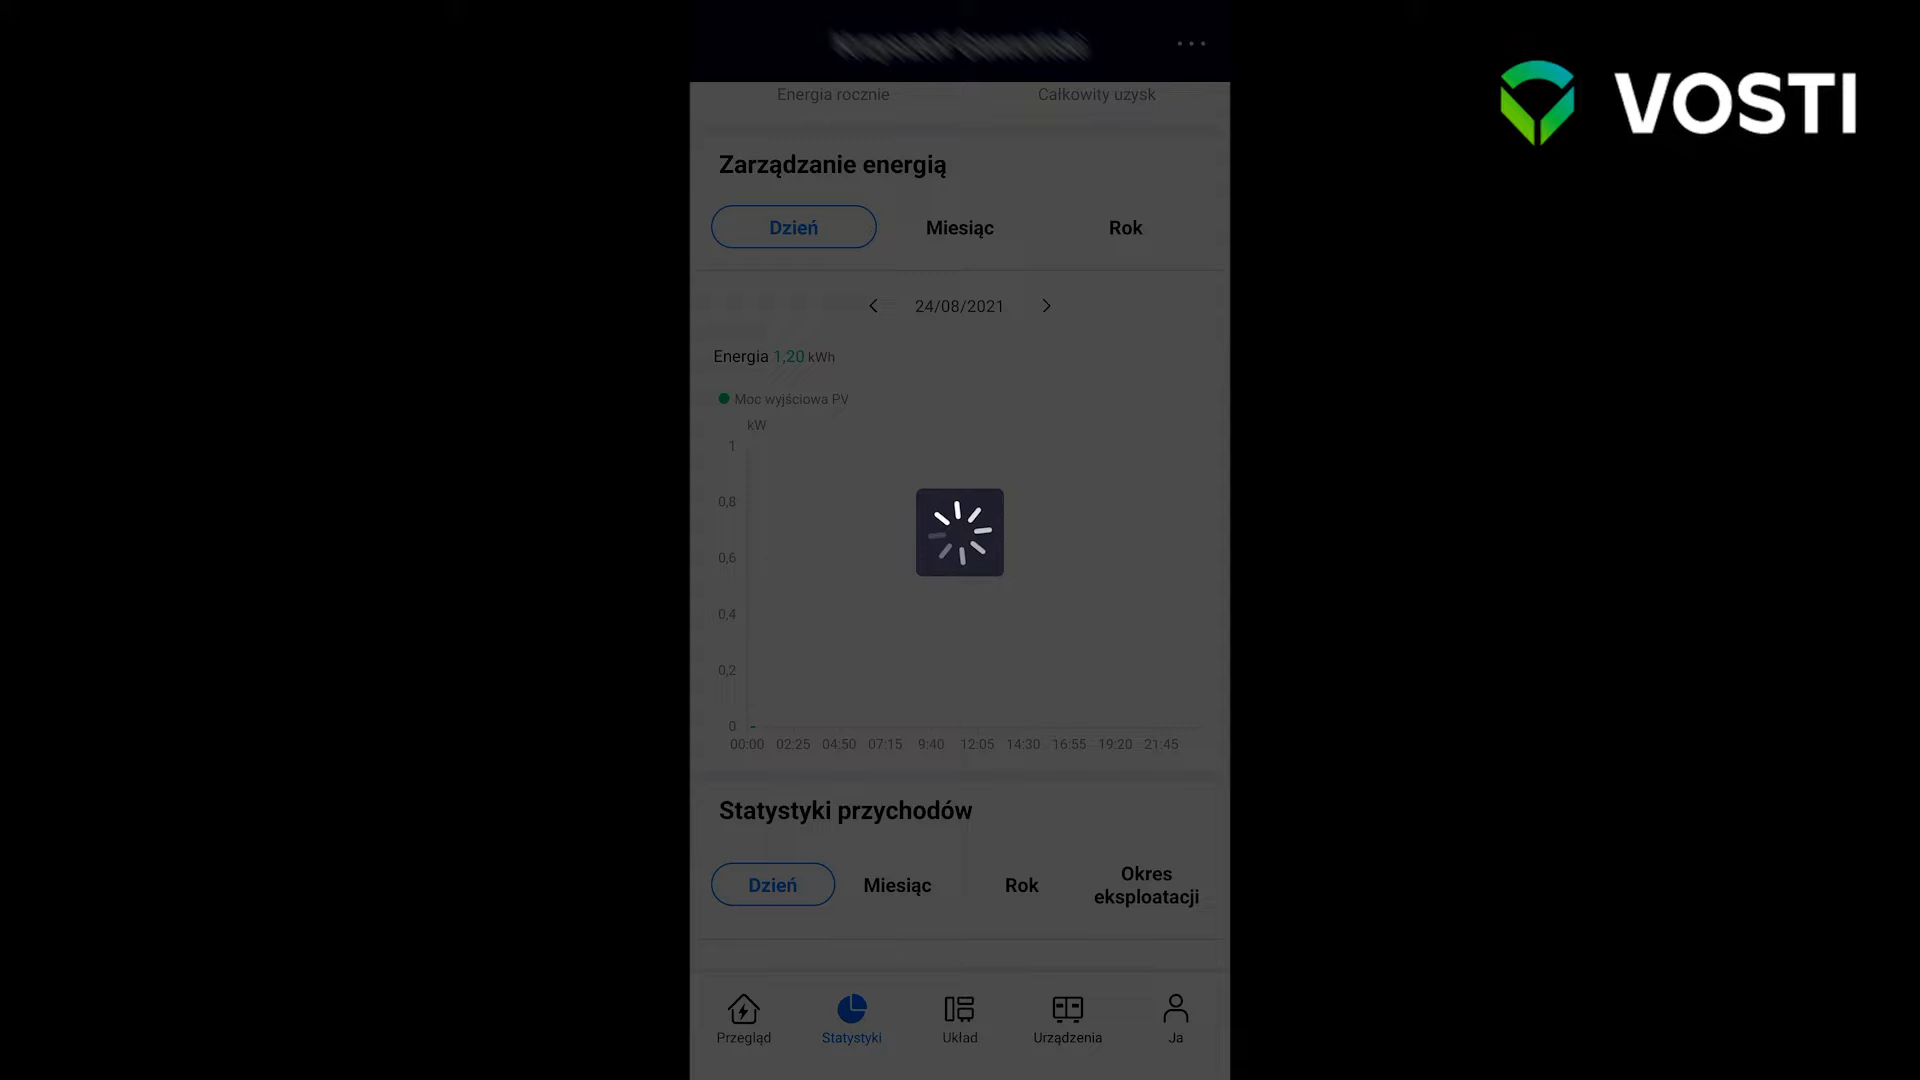 VOSTI
Energia rocznie
Całkowity uzysk
Zarządzanie energią
Dzień
Miesiąc
Rok
24/08/2021
Energia 1,20 kWh
Moc wyjściowa PV
kW
1
0,8
0,6
0,4
0,2
0
00:00 02:25 04:50 07:15 9:40 12:05 14:30 16:55 19:20 21:45
Statystyki przychodów
Dzień
Miesiąc
Rok
Okres
eksploatacji
Przegląd
Statystyki
Układ
Urządzenia
Ja